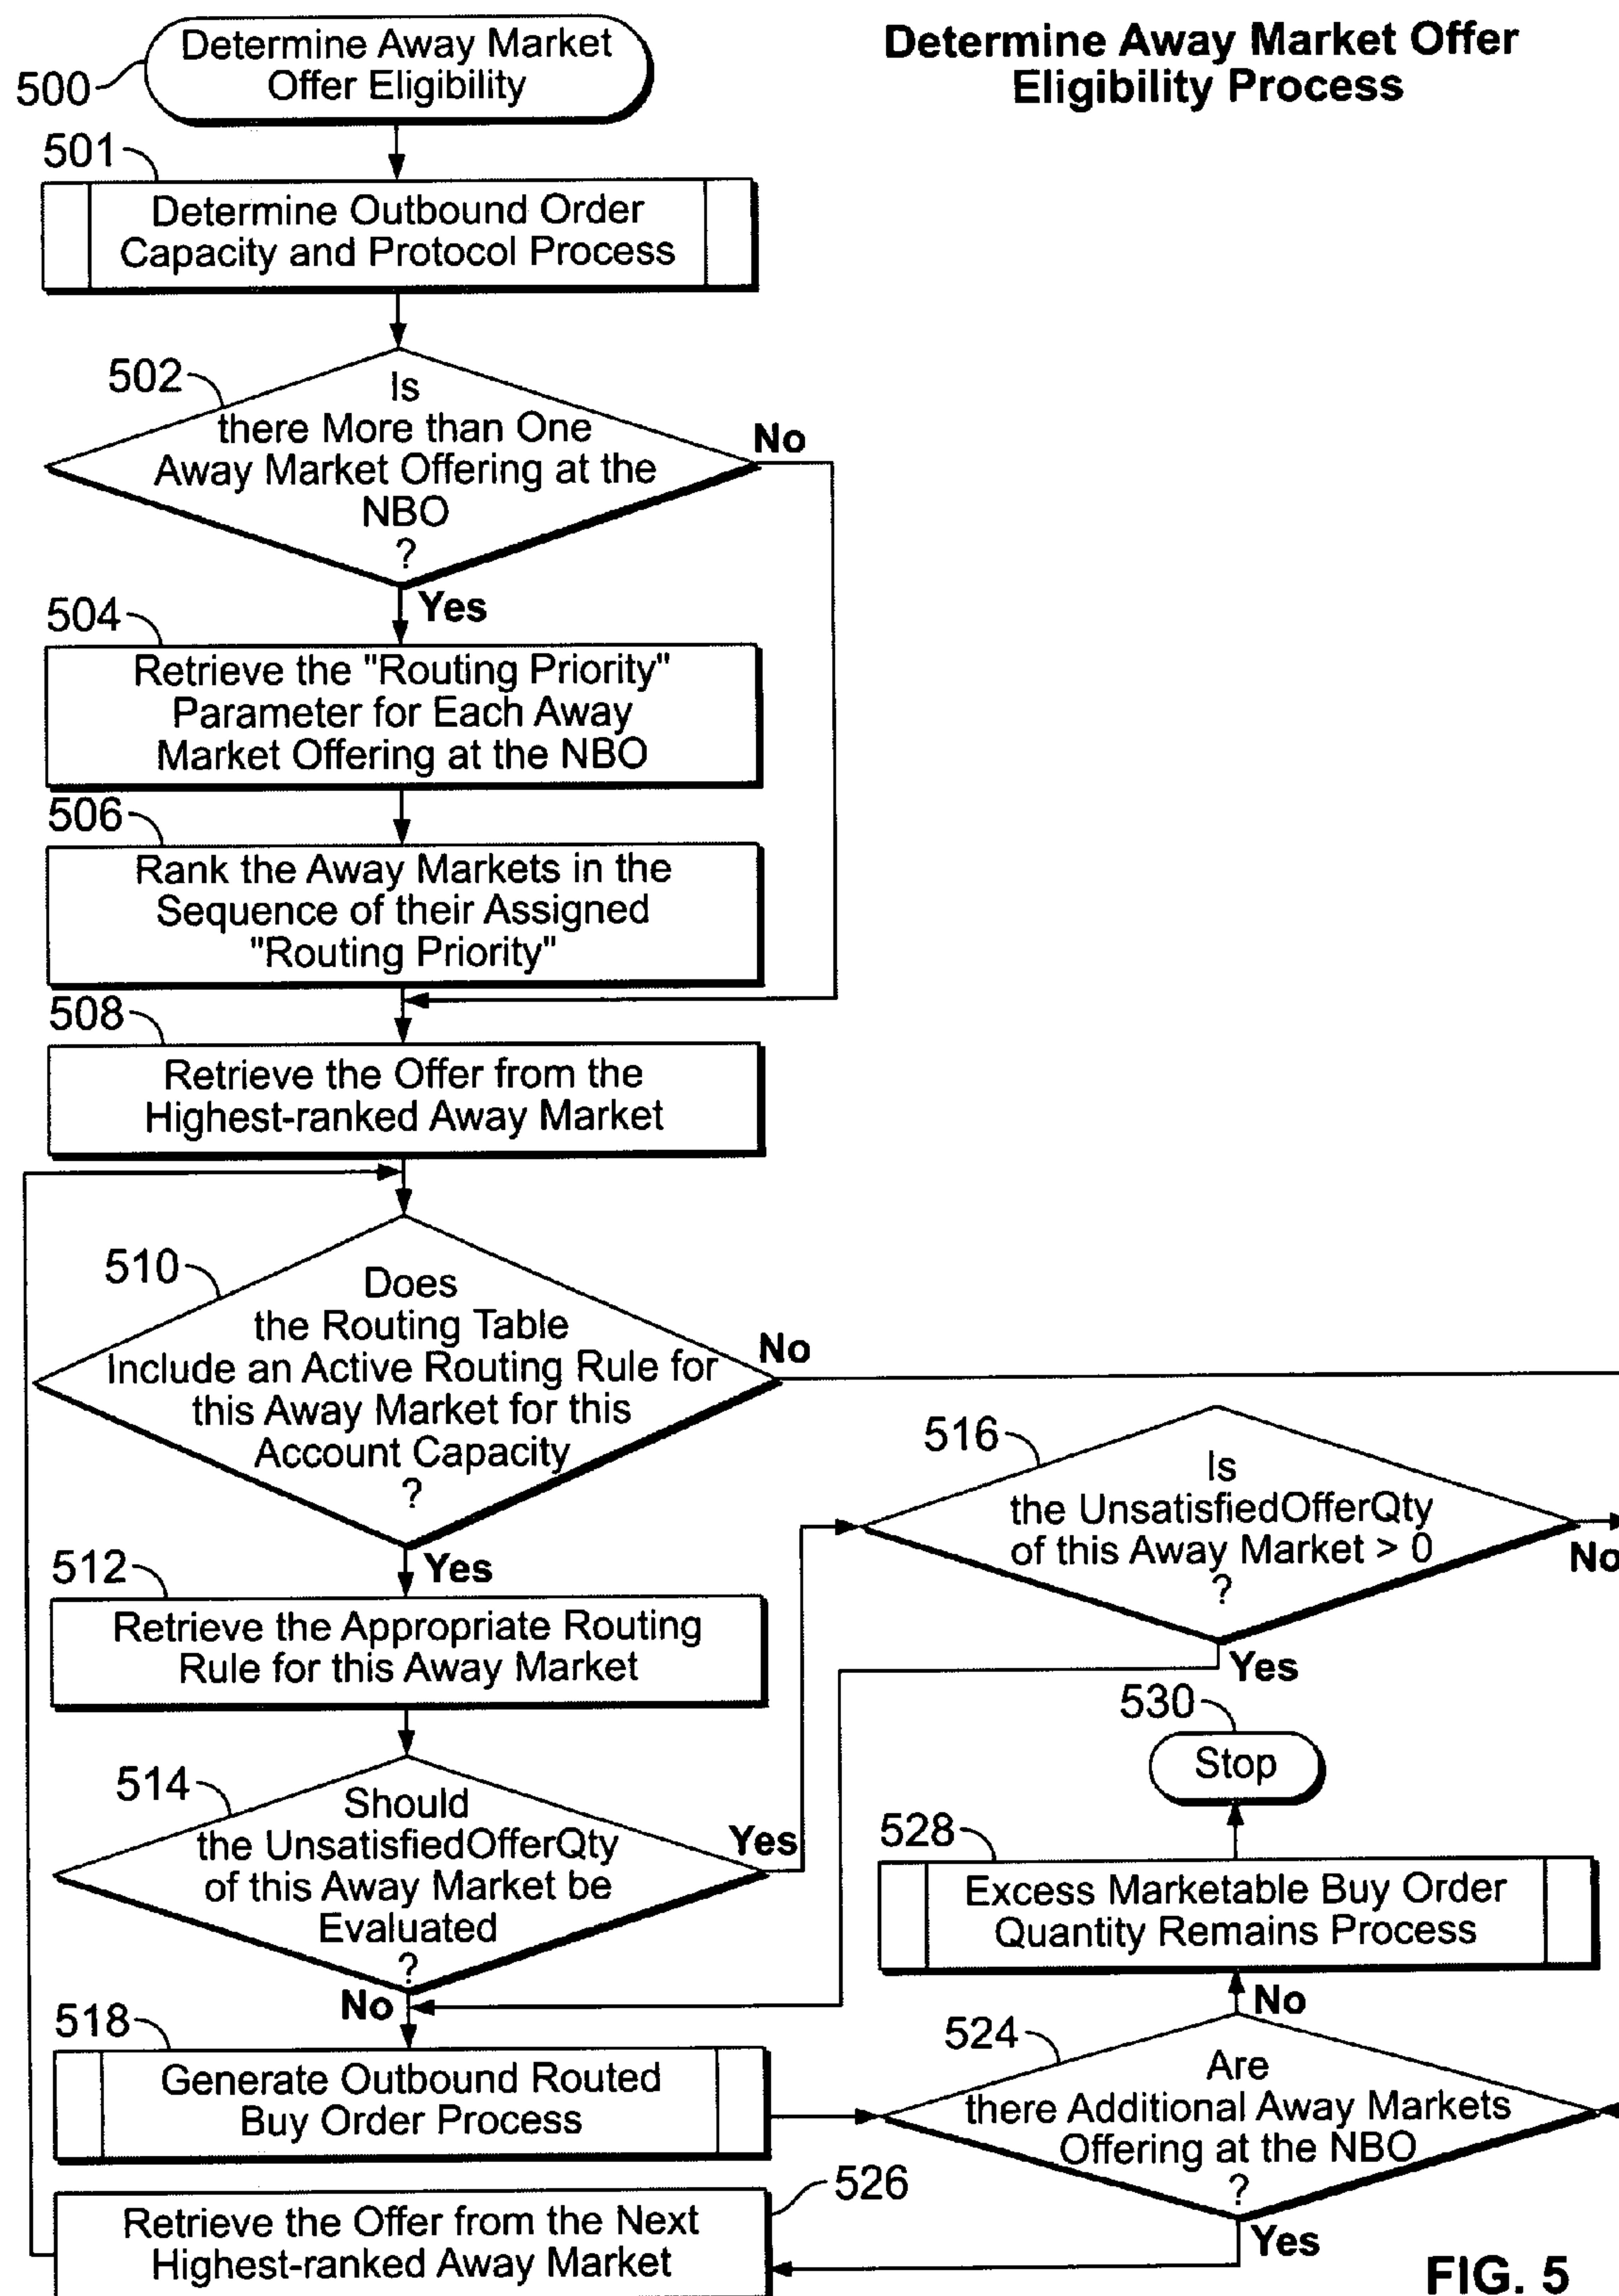 Determine Away Market Offer
Eligibility Process
500
Determine Away Market
Offer Eligibility
501
Determine Outbound Order
Capacity and Protocol Process
502
Is
there More than One
Away Market Offering at the
NBO
?
No
Yes
504
Retrieve the "Routing Priority"
Parameter for Each Away
Market Offering at the NBO
506
Rank the Away Markets in the
Sequence of their Assigned
"Routing Priority"
508
Retrieve the Offer from the
Highest-ranked Away Market
510
Does
the Routing Table
Include an Active Routing Rule for
this Away Market for this
Account Capacity
?
No
Yes
512
Retrieve the Appropriate Routing
Rule for this Away Market
514
Should
the UnsatisfiedOfferQty
of this Away Market be
Evaluated
?
Yes
No
516
Is
the UnsatisfiedOfferQty
of this Away Market > 0
?
No
Yes
518
Generate Outbound Routed
Buy Order Process
524
Are
there Additional Away Markets
Offering at the NBO
?
No
Yes
526
Retrieve the Offer from the Next
Highest-ranked Away Market
528
Excess Marketable Buy Order
Quantity Remains Process
530
Stop
FIG. 5